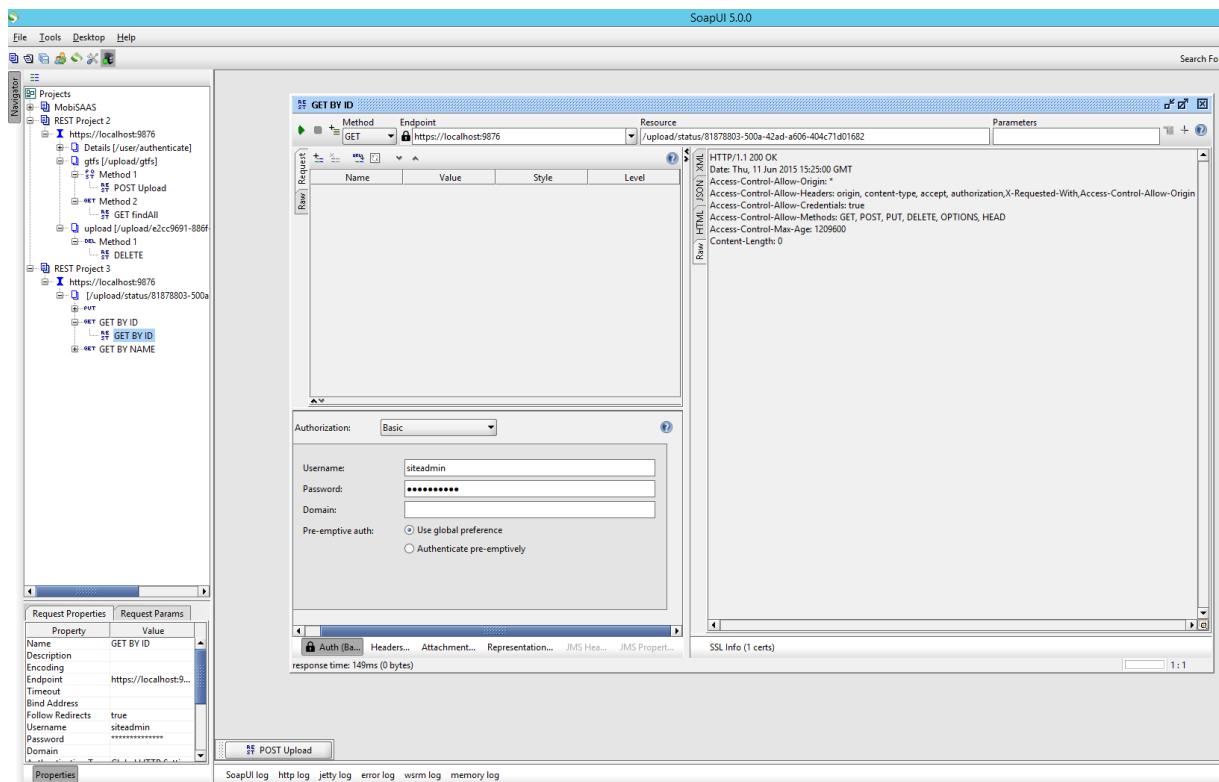 SoapUI 5.0.0
File Tools Desktop Help
Search Fo
Navigator
Projects
MobiSAAS
REST Project 2
https://localhost:9876
Details [/user/authenticate]
gtfs [/upload/gtfs]
Method 1
POST Upload
GET Method 2
GET findAll
upload [/upload/e2cc9691-886f-
DEL Method 1
DELETE
REST Project 3
https://localhost:9876
[/upload/status/81878803-500a
PUT
GET GET BY ID
GET BY ID
GET GET BY NAME
Request Properties Request Params
Property Value
Name GET BY ID
Description
Encoding
Endpoint https://localhost:9...
Timeout
Bind Address
Follow Redirects true
Username siteadmin
Password **************
Domain
Properties
REST GET BY ID
Method Endpoint Resource Parameters
GET https://localhost:9876 /upload/status/81878803-500a-42ad-a606-404c71d01682
Request
Raw
Name Value Style Level
Authorization: Basic
Username: siteadmin
Password: ••••••••••
Domain:
Pre-emptive auth: Use global preference
Authenticate pre-emptively
Auth (Ba... Headers... Attachment... Representation... JMS Hea... JMS Propert...
response time: 149ms (0 bytes)
XML
JSON
HTML
Raw
HTTP/1.1 200 OK
Date: Thu, 11 Jun 2015 15:25:00 GMT
Access-Control-Allow-Origin: *
Access-Control-Allow-Headers: origin, content-type, accept, authorization,X-Requested-With,Access-Control-Allow-Origin
Access-Control-Allow-Credentials: true
Access-Control-Allow-Methods: GET, POST, PUT, DELETE, OPTIONS, HEAD
Access-Control-Max-Age: 1209600
Content-Length: 0
SSL Info (1 certs)
1 : 1
REST POST Upload
SoapUI log http log jetty log error log wsrm log memory log